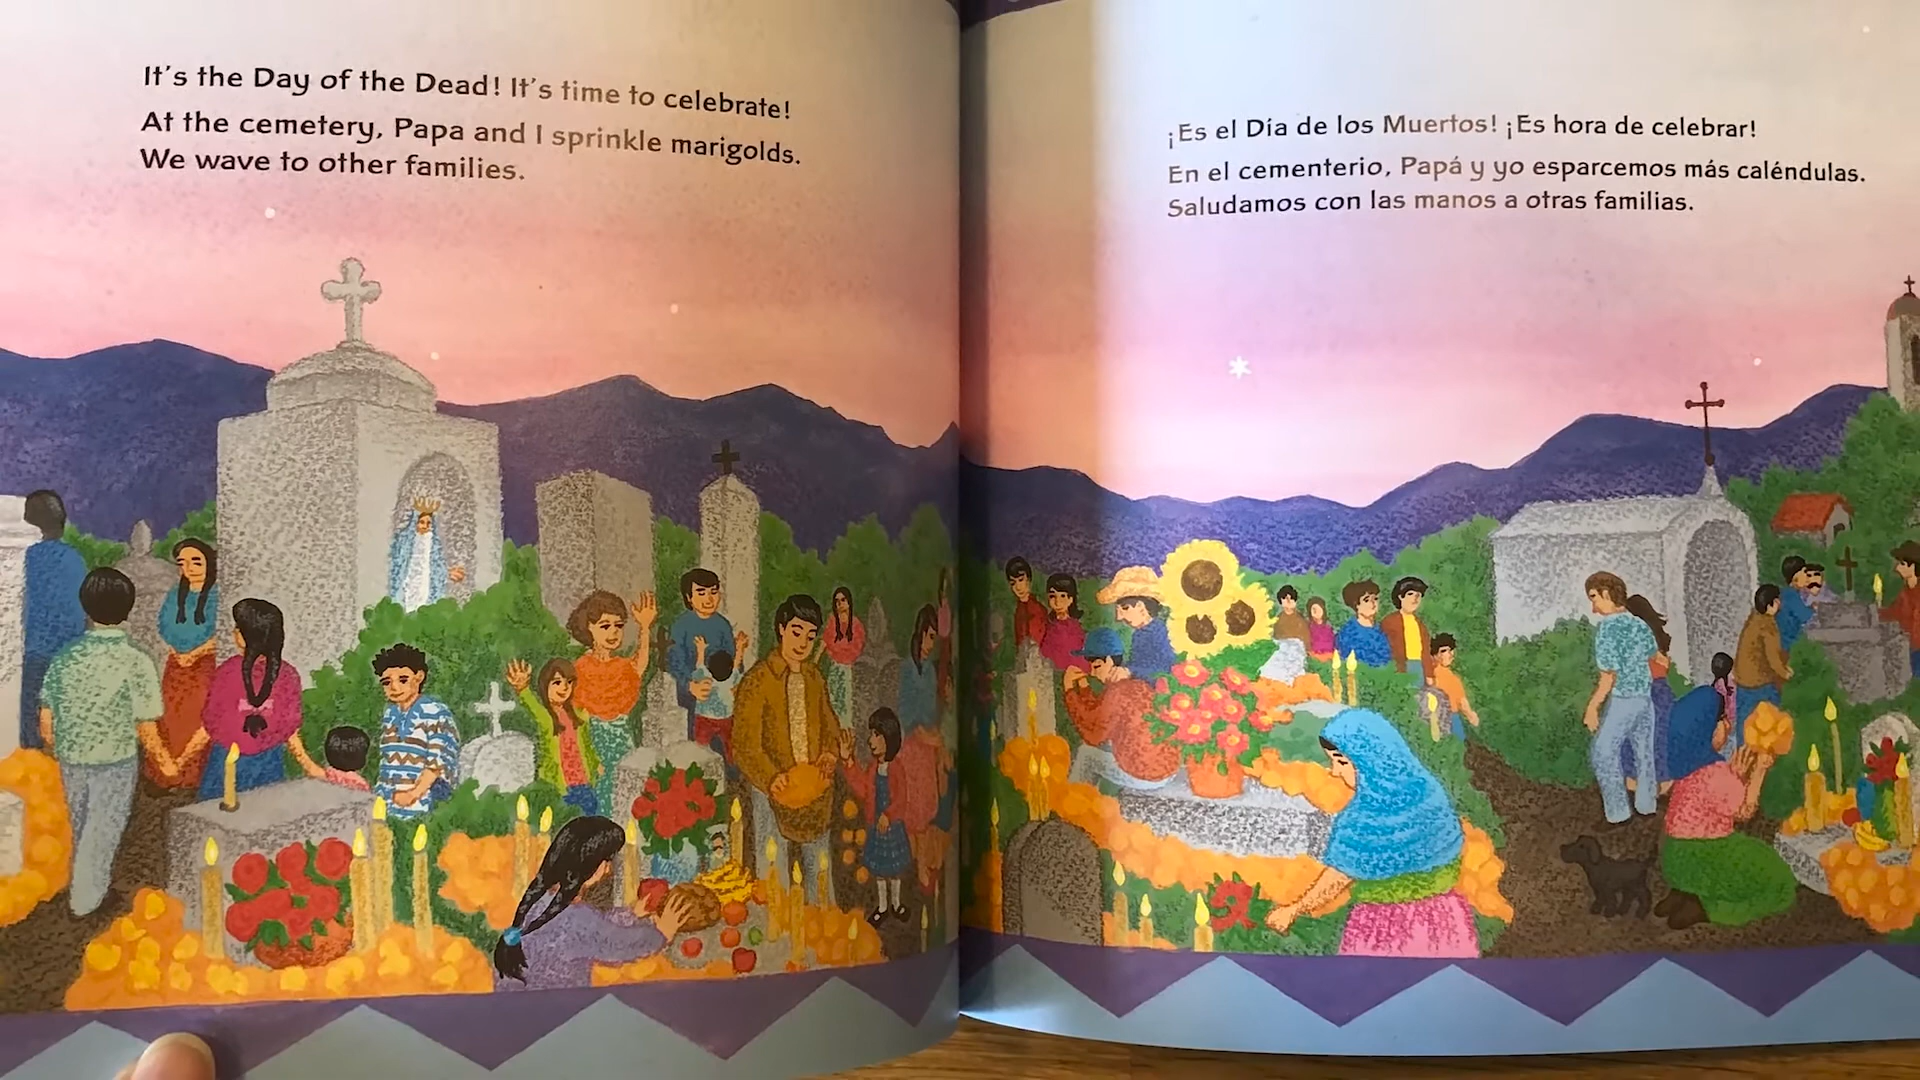 It's the Day of the Dead! It's time to celebrate!
At the cemetery, Papa and I sprinkle marigolds.
We wave to other families.
¡Es el Día de los Muertos! ¡Es hora de celebrar!
En el cementerio, Papá y yo esparcemos más caléndulas.
Saludamos con las manos a otras familias.